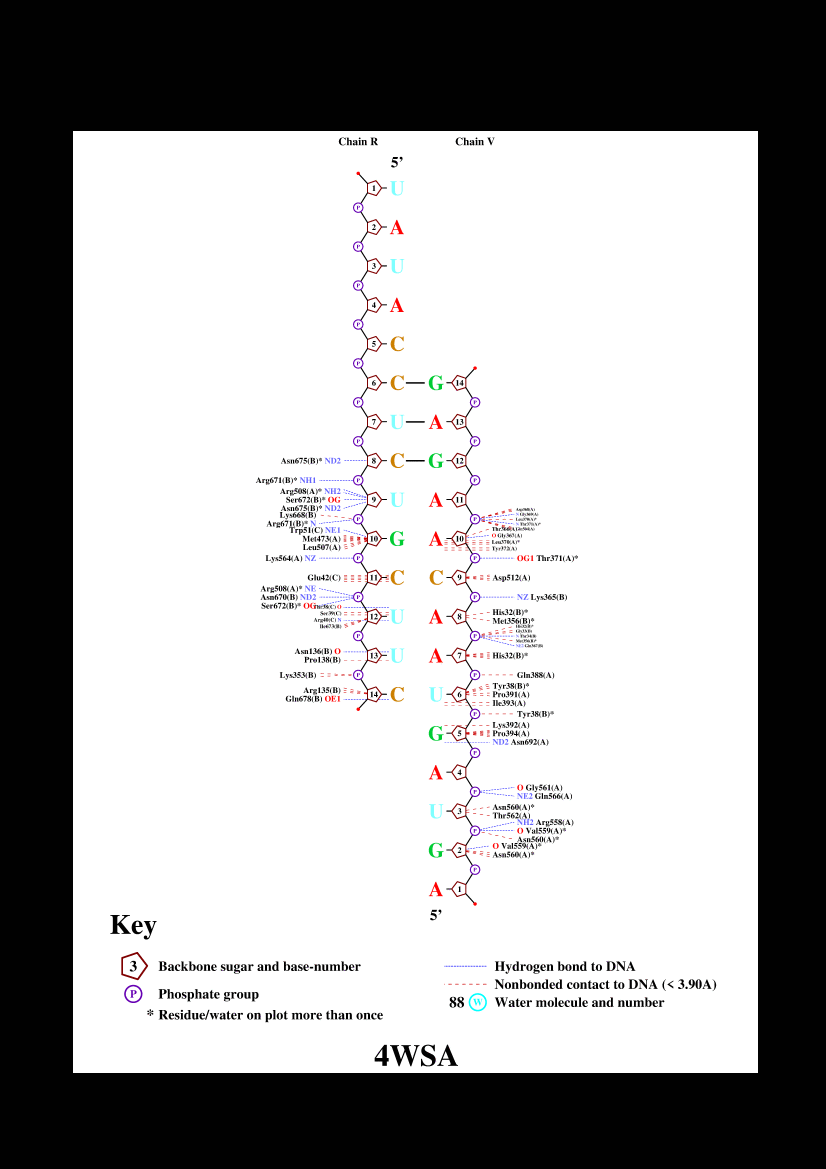 Chain R Chain V
5'
1 U
P
2 A
P
3 U
P
4 A
P
5 C
P
6 C G 14
P P
7 U A 13
P P
Asn675(B)* ND2 8 C G 12
Arg671(B)* NH1 P P
Arg508(A)* NH2
Ser672(B)* OG 9 U A 11
Asn675(B)* ND2
Lys668(B) P P
Arg671(B)* N
Trp51(C) NE1
O Gly367(A)
Met473(A) 10 G A 10
Leu370(A)*
Leu507(A)
Tyr372(A)
Lys564(A) NZ P P OG1 Thr371(A)*
Glu42(C) 11 C C 9 Asp512(A)
Arg508(A)* NE
Asn670(B) ND2 P P NZ Lys365(B)
Ser672(B)* OG
His32(B)*
Ser39(C)
12 U A 8
Arg40(C) N
Met356(B)*
Ile673(B)
P P
Asn136(B) O
13 U A 7 His32(B)*
Pro138(B)
Lys353(B) P P Gln388(A)
Tyr38(B)*
Arg135(B) 14 C U 6 Pro391(A)
Gln678(B) OE1
Ile393(A)
P Tyr38(B)*
Lys392(A)
G 5 Pro394(A)
ND2 Asn692(A)
P
A 4
O Gly561(A)
P
NE2 Gln566(A)
Asn560(A)*
U 3
Thr562(A)
NH2 Arg558(A)
P O Val559(A)*
Asn560(A)*
O Val559(A)*
G 2
Asn560(A)*
P
A 1
5'
Key
3 Backbone sugar and base-number
P Phosphate group
* Residue/water on plot more than once
Hydrogen bond to DNA
Nonbonded contact to DNA (< 3.90A)
88 W Water molecule and number
4WSA